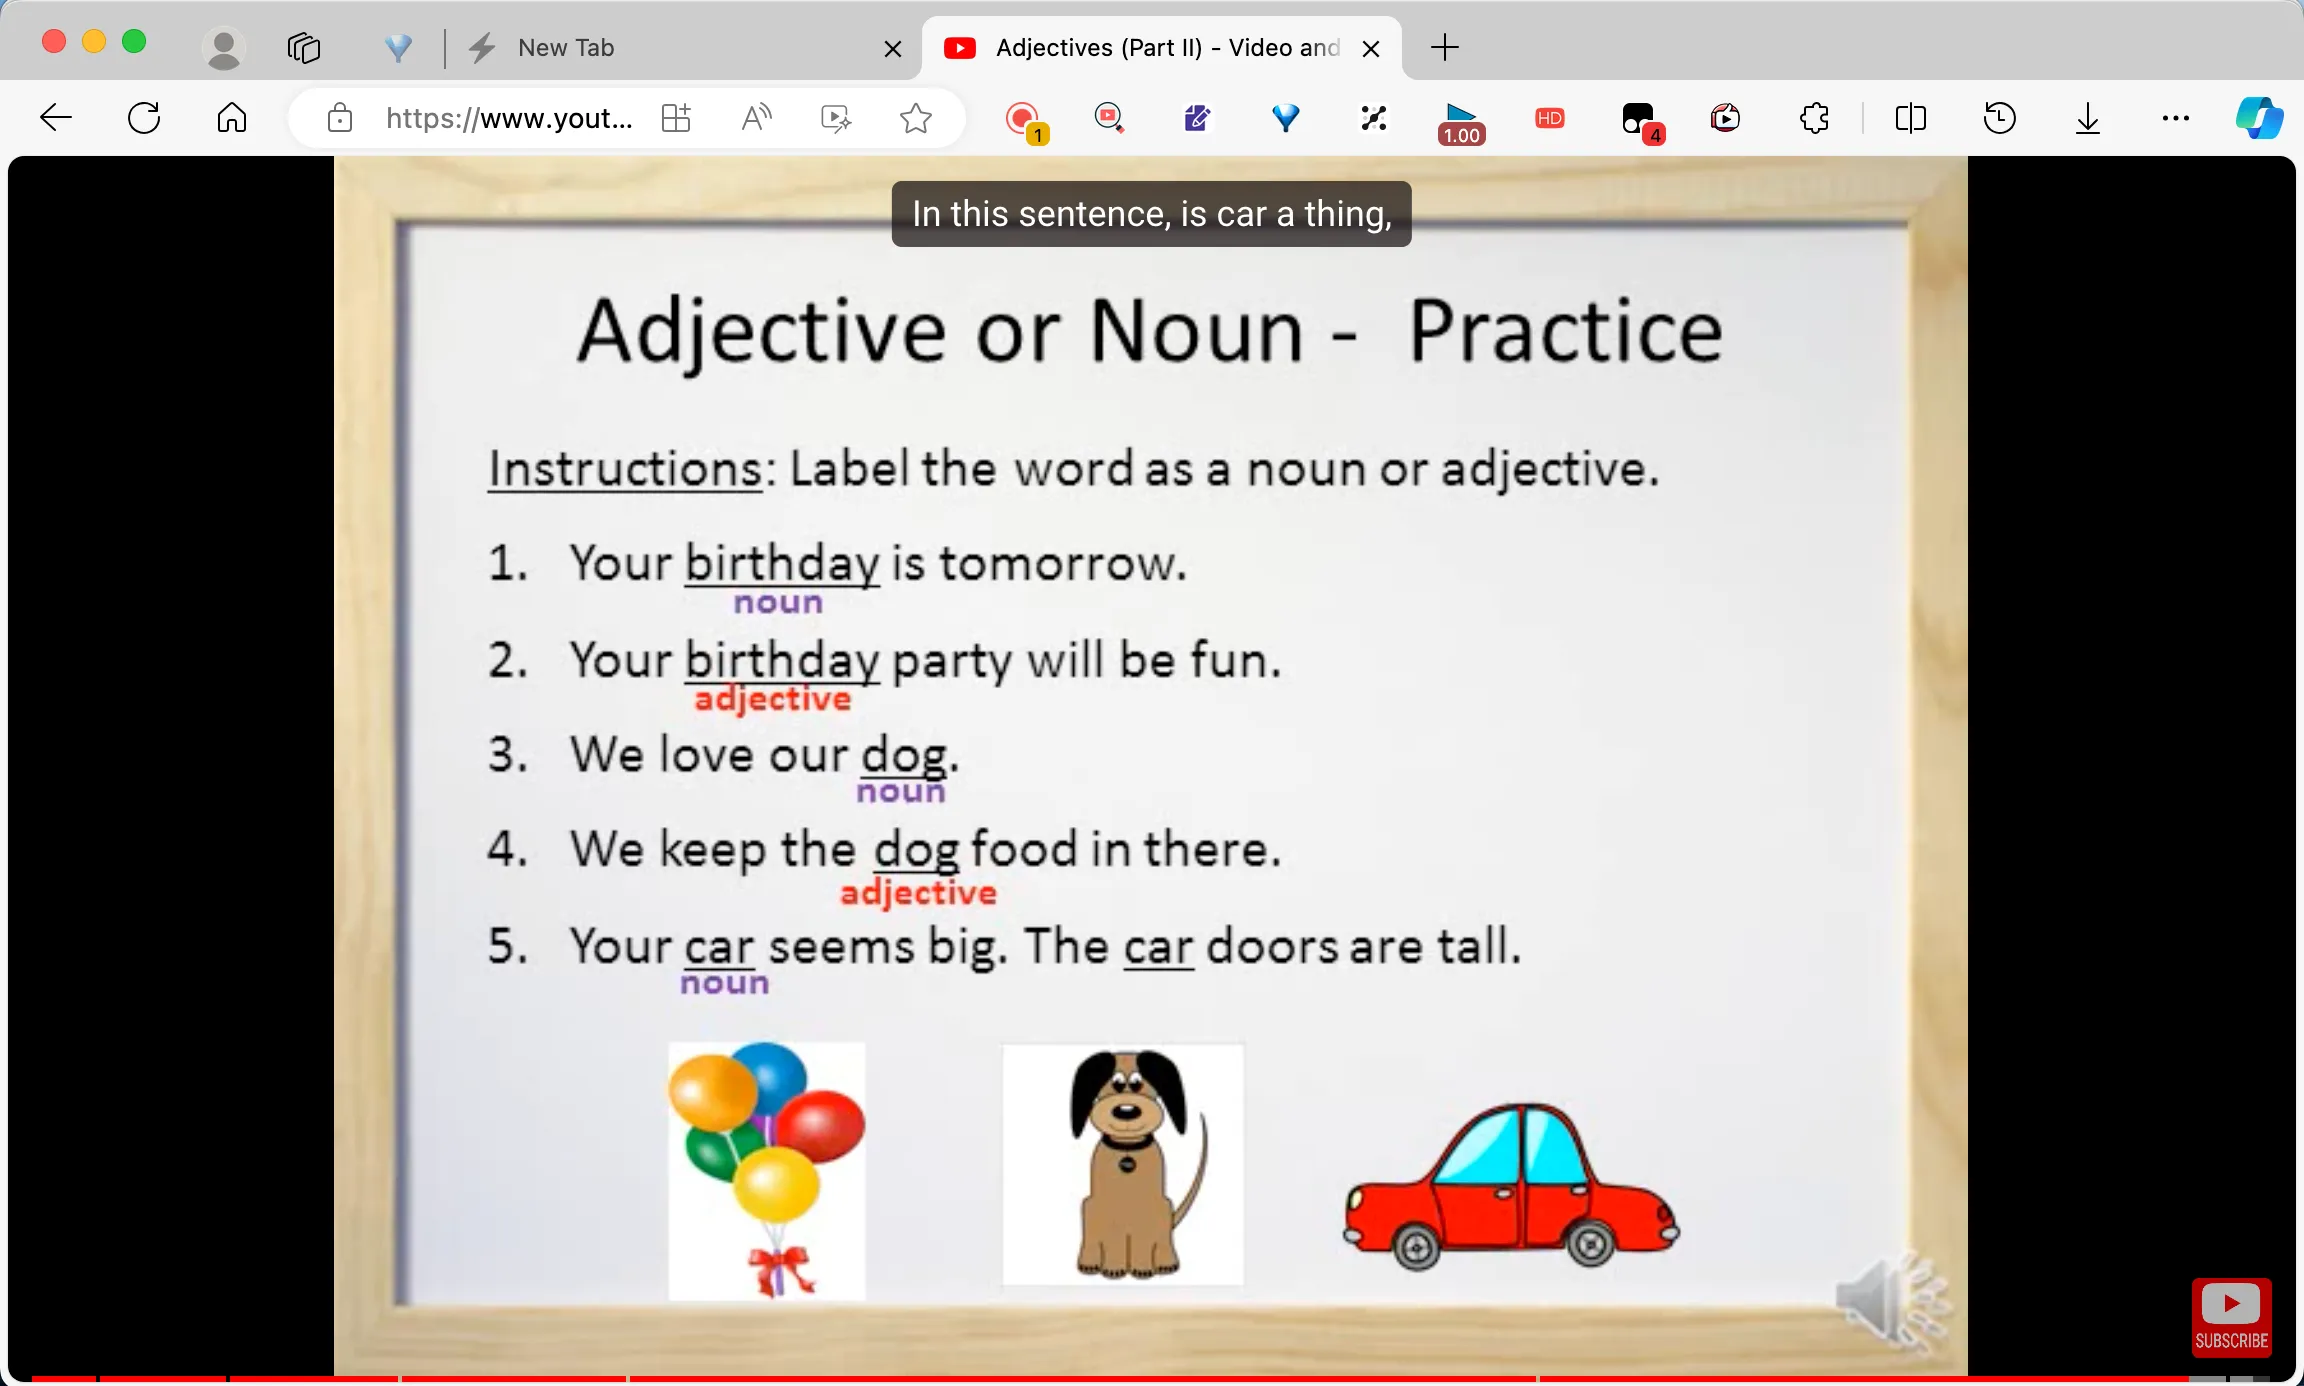 New Tab
Adjectives (Part II) - Video and
https://www.yout...
1
1.00
HD
4
In this sentence, is car a thing,
Adjective or Noun - Practice
Instructions: Label the word as a noun or adjective.
1. Your birthday is tomorrow.
noun
2. Your birthday party will be fun.
adjective
3. We love our dog.
noun
4. We keep the dog food in there.
adjective
5. Your car seems big. The car doors are tall.
noun
SUBSCRIBE